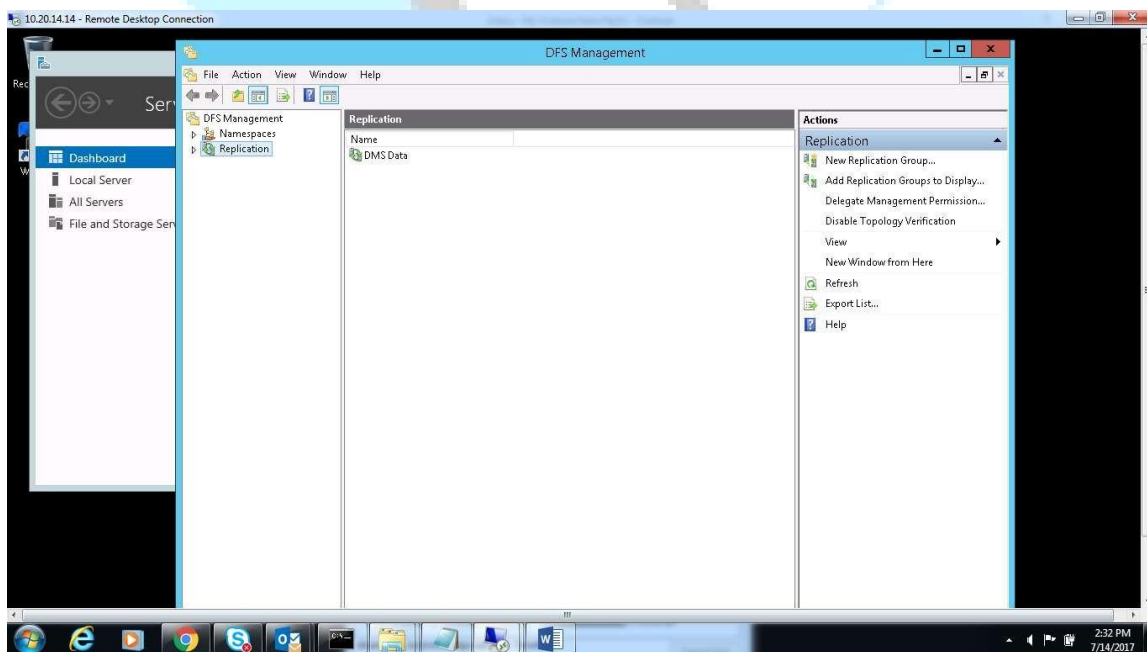 10.20.14.14 - Remote Desktop Connection
DFS Management
File Action View Window Help
Rec
Serv
DFS Management
Namespaces
Replication
Replication
Name
DMS Data
Actions
Replication
New Replication Group...
Add Replication Groups to Display...
Delegate Management Permission...
Disable Topology Verification
View
New Window from Here
Refresh
Export List...
Help
W
Dashboard
Local Server
All Servers
File and Storage Serv
2:32 PM
7/14/2017